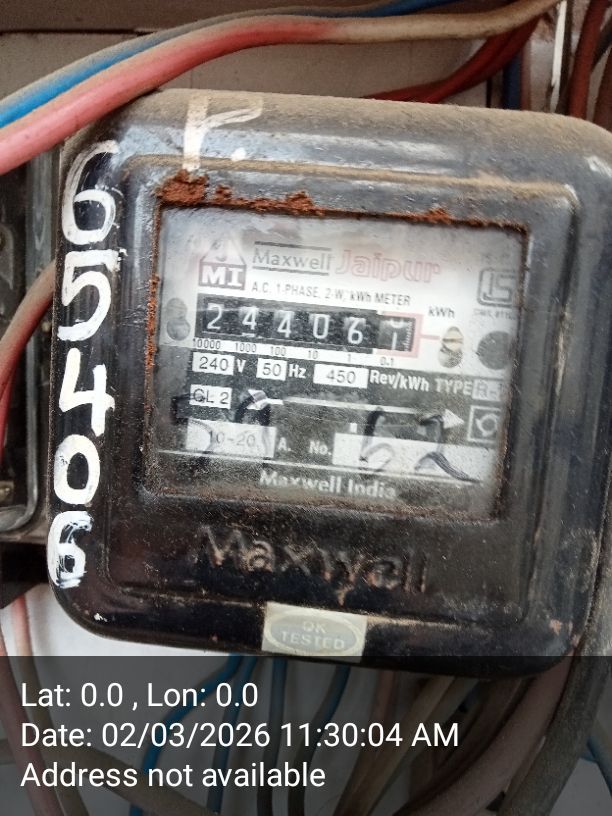 65406
MI
Maxwell Jaipur
A.C. 1-PHASE, 2-W, kWh METER
kWh
244061
10000 1000 100 10 1 0.1
240 V 50 Hz 450 Rev/kWh TYPE
CL 2
10-20 A. No.
Maxwell India
Maxwell
OK
TESTED
Lat: 0.0 , Lon: 0.0
Date: 02/03/2026 11:30:04 AM
Address not available